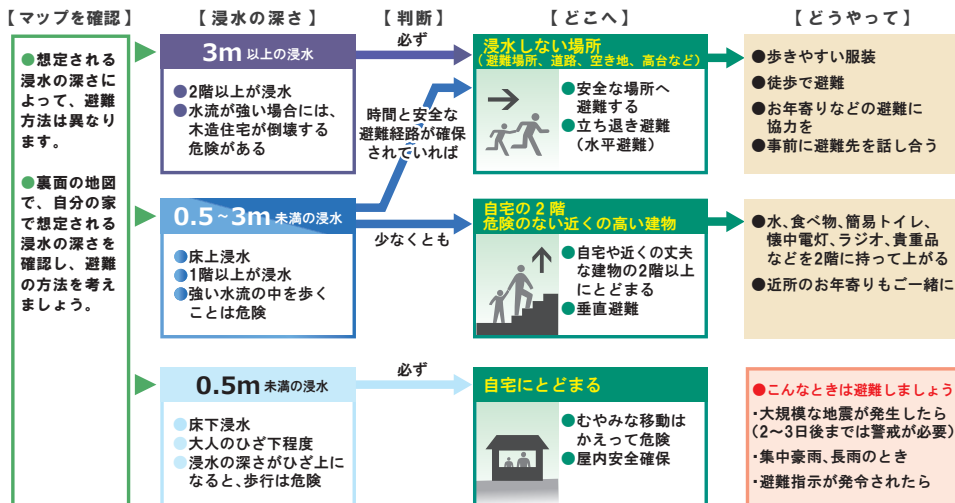 【マップを確認】
【浸水の深さ】
【判断】
【どこへ】
【どうやって】
●想定される
浸水の深さに
よって、避難
方法は異なり
ます。
●裏面の地図
で、自分の家
で想定される
浸水の深さを
確認し、避難
の方法を考え
ましょう。
3m以上の浸水
●2階以上が浸水
●水流が強い場合には、
木造住宅が倒壊する
危険がある
必ず
時間と安全な
避難経路が確保
されていれば
浸水しない場所
（避難場所、道路、空き地、高台など）
●安全な場所へ
避難する
●立ち退き避難
（水平避難）
●歩きやすい服装
●徒歩で避難
●お年寄りなどの避難に
協力を
●事前に避難先を話し合う
0.5～3m未満の浸水
●床上浸水
●1階以上が浸水
●強い水流の中を歩く
ことは危険
少なくとも
自宅の２階
危険のない近くの高い建物
●自宅や近くの丈夫
な建物の2階以上
にとどまる
●垂直避難
●水、食べ物、簡易トイレ、
懐中電灯、ラジオ、貴重品
などを2階に持って上がる
●近所のお年寄りもご一緒に
0.5m未満の浸水
●床下浸水
●大人のひざ下程度
●浸水の深さがひざ上に
なると、歩行は危険
必ず
自宅にとどまる
●むやみな移動は
かえって危険
●屋内安全確保
●こんなときは避難しましょう
・大規模な地震が発生したら
（2～3日後までは警戒が必要）
・集中豪雨、長雨のとき
・避難指示が発令されたら